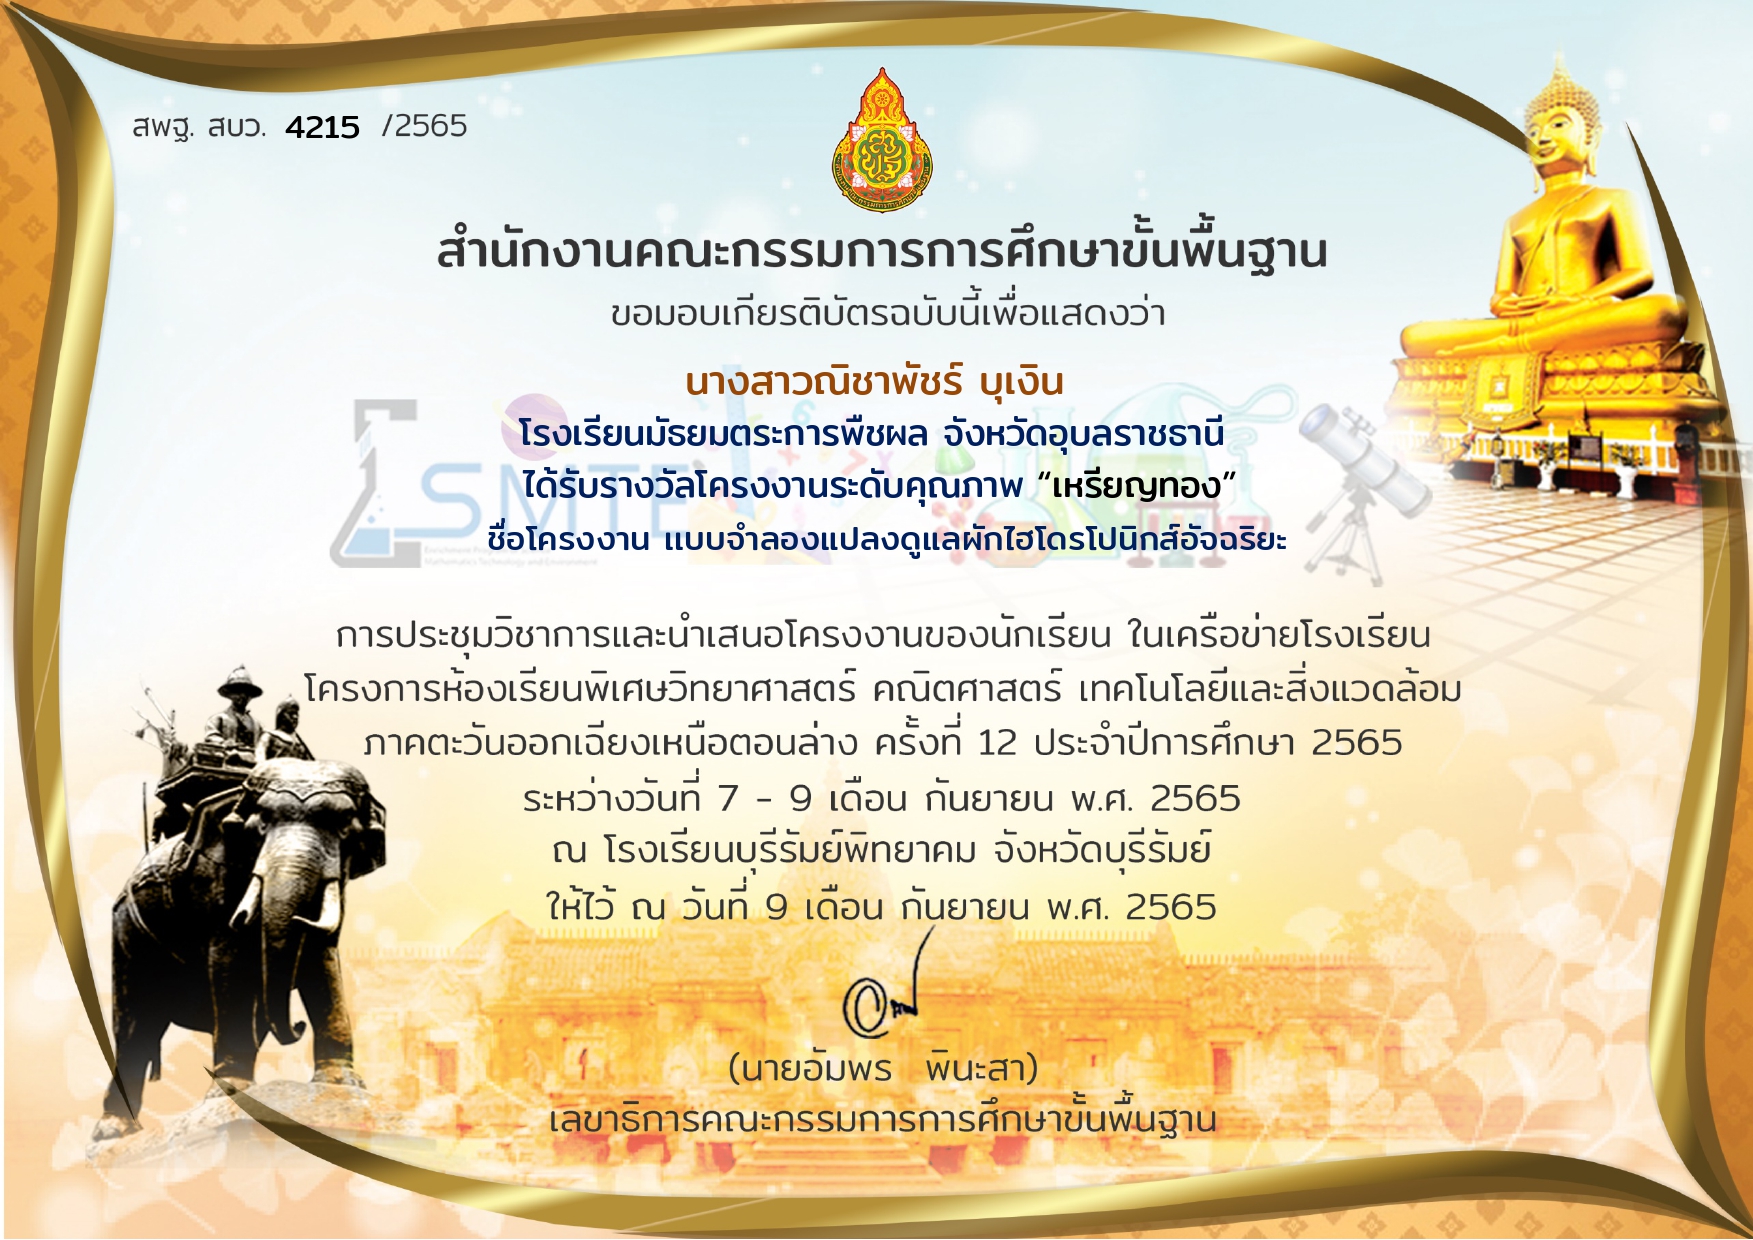 สพฐ. สบว. 4215 /2565
สำนักงานคณะกรรมการการศึกษาขั้นพื้นฐาน
ขอมอบเกียรติบัตรฉบับนี้เพื่อแสดงว่า
นางสาวณิชาพัชร์ บุเงิน
โรงเรียนมัธยมตระการพืชผล จังหวัดอุบลราชธานี
ได้รับรางวัลโครงงานระดับคุณภาพ “เหรียญทอง”
SMTE
ชื่อโครงงาน แบบจำลองแปลงดูแลผักไฮโดรโปนิกส์อัจฉริยะ
การประชุมวิชาการและนำเสนอโครงงานของนักเรียน ในเครือข่ายโรงเรียน
โครงการห้องเรียนพิเศษวิทยาศาสตร์ คณิตศาสตร์ เทคโนโลยีและสิ่งแวดล้อม
ภาคตะวันออกเฉียงเหนือตอนล่าง ครั้งที่ 12 ประจำปีการศึกษา 2565
ระหว่างวันที่ 7 - 9 เดือน กันยายน พ.ศ. 2565
ณ โรงเรียนบุรีรัมย์พิทยาคม จังหวัดบุรีรัมย์
ให้ไว้ ณ วันที่ 9 เดือน กันยายน พ.ศ. 2565
(นายอัมพร พินะสา)
เลขาธิการคณะกรรมการการศึกษาขั้นพื้นฐาน